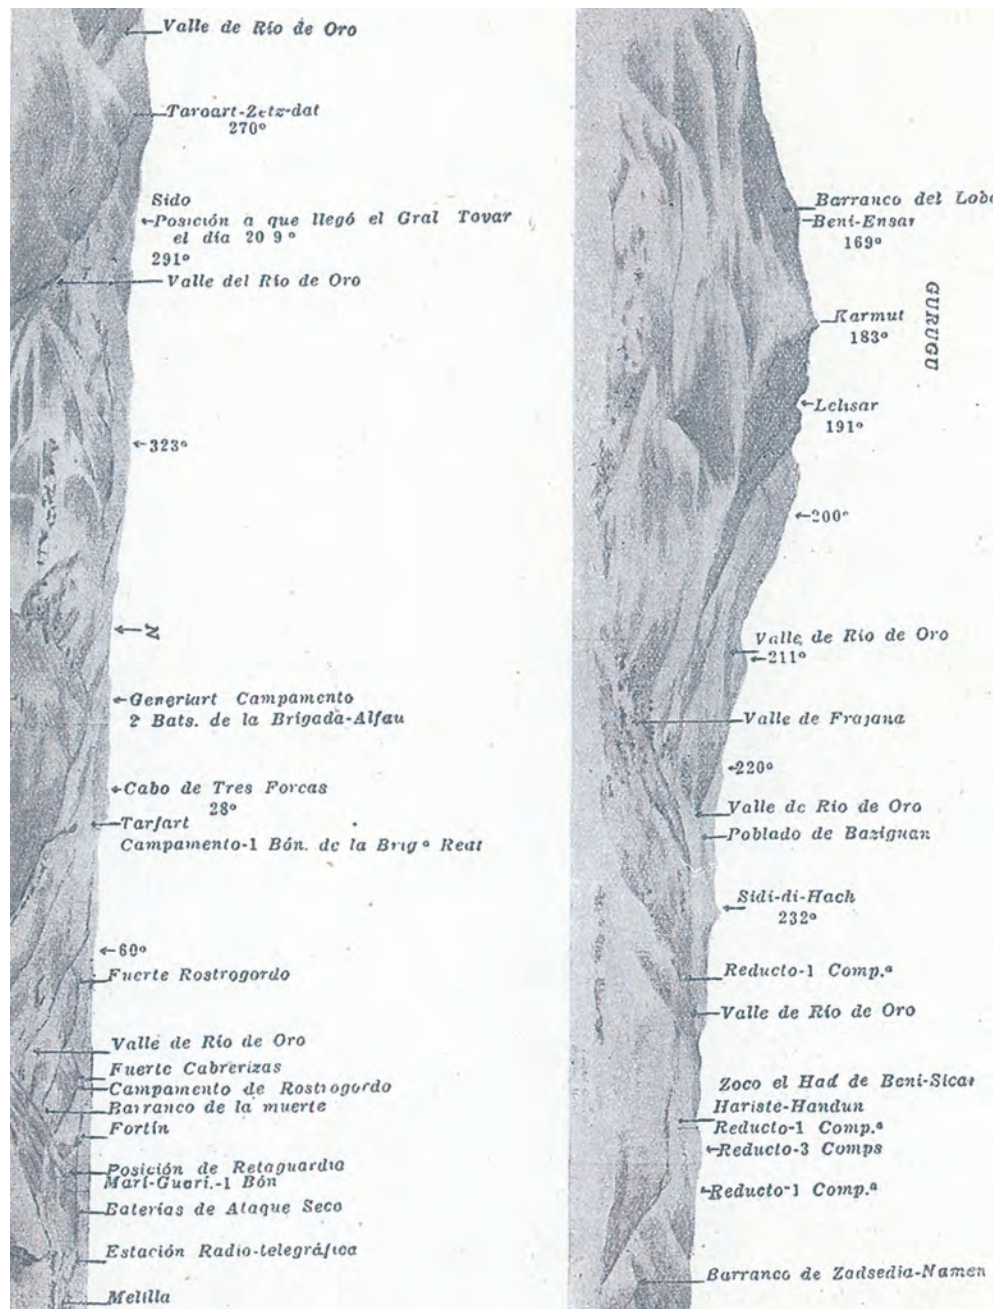 Valle de Río de Oro
Taroart-Zetz-dat
270°
Sido
Posición a que llegó el Gral Tovar
el día 20 9°
291°
Valle del Río de Oro
323°
N
Generiart Campamento
2 Bats. de la Brigada-Alfau
Cabo de Tres Forcas
28°
Tarfart
Campamento-1 Bón. de la Brigª Real
60°
Fuerte Rostrogordo
Valle de Río de Oro
Fuerte Cabrerizas
Campamento de Rostrogordo
Barranco de la muerte
Fortín
Posición de Retaguardia
Mari-Guari.-1 Bón
Baterías de Ataque Seco
Estación Radio-telegráfica
Melilla
Barranco del Lobo
Beni-Ensar
169°
GURUGU
Karmut
183°
Lehsar
191°
200°
Valle de Río de Oro
211°
Valle de Frajana
220°
Valle de Río de Oro
Poblado de Baziguan
Sidi-di-Hach
232°
Reducto-1 Comp.ª
Valle de Río de Oro
Zoco el Had de Beni-Sicar
Hariste-Handun
Reducto-1 Comp.ª
Reducto-3 Comps
Reducto-1 Comp.ª
Barranco de Zadsedia-Namen